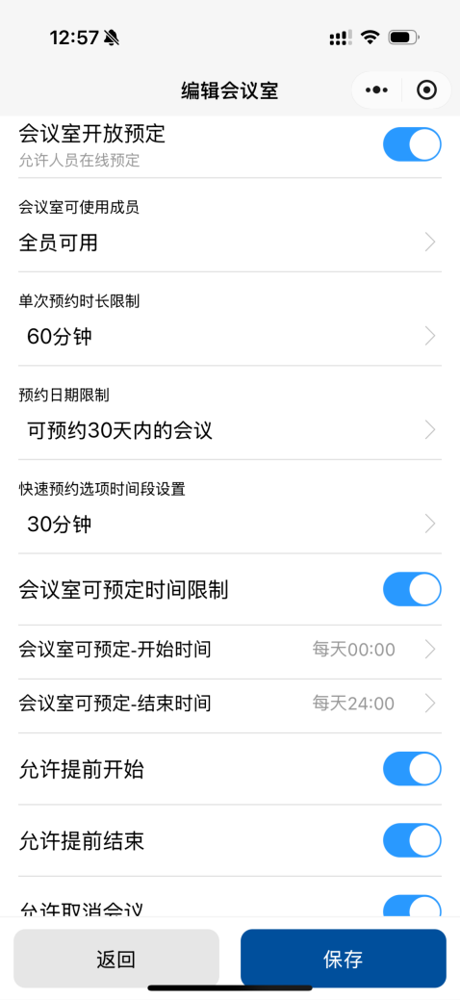 12:57
编辑会议室
会议室开放预定
允许人员在线预定
会议室可使用成员
全员可用
单次预约时长限制
60分钟
预约日期限制
可预约30天内的会议
快速预约选项时间段设置
30分钟
会议室可预定时间限制
会议室可预定-开始时间 每天00:00
会议室可预定-结束时间 每天24:00
允许提前开始
允许提前结束
允许取消会议
返回 保存